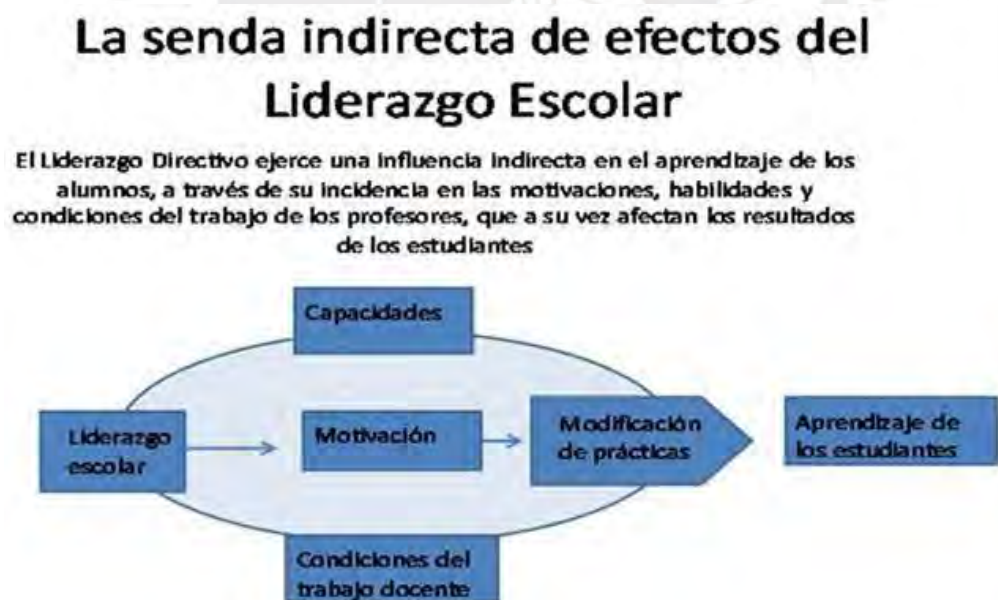 La senda indirecta de efectos del
Liderazgo Escolar
El Liderazgo Directivo ejerce una influencia indirecta en el aprendizaje de los
alumnos, a través de su incidencia en las motivaciones, habilidades y
condiciones del trabajo de los profesores, que a su vez afectan los resultados
de los estudiantes
Capacidades
Liderazgo
escolar
Motivación
Modificación
de prácticas
Aprendizaje de
los estudiantes
Condiciones del
trabajo docente